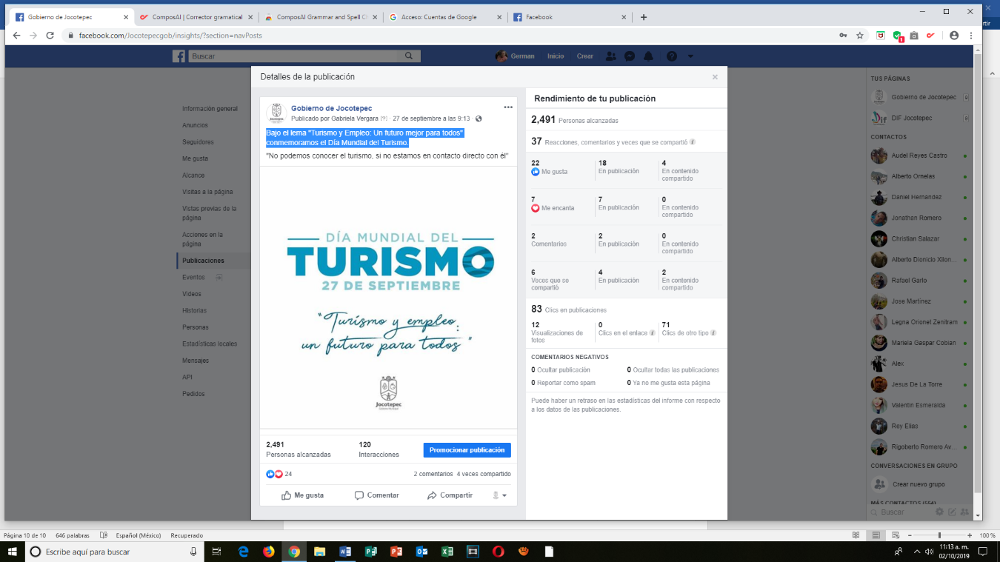 Gobierno de Jocotepec
ComposAI | Corrector gramatical
ComposAI Grammar and Spell C
Acceso: Cuentas de Google
Facebook
facebook.com/Jocotepecgob/insights/?section=navPosts
Buscar
German Inicio Crear
Información general
Anuncios
Seguidores
Me gusta
Alcance
Visitas a la página
Vistas previas de la
página
Acciones en la
página
Publicaciones
Eventos
Videos
Historias
Personas
Estadísticas locales
Mensajes
API
Pedidos
Detalles de la publicación
Gobierno de Jocotepec
Publicado por Gabriela Vergara [?] · 27 de septiembre a las 9:13 ·
Bajo el lema "Turismo y Empleo: Un futuro mejor para todos"
conmemoramos el Día Mundial del Turismo.
"No podemos conocer el turismo, si no estamos en contacto directo con él"
DÍA MUNDIAL DEL
TURISMO
27 DE SEPTIEMBRE
"Turismo y empleo:
un futuro para todos"
Jocotepec
2,491 120
Personas alcanzadas Interacciones
Promocionar publicación
24 2 comentarios 4 veces compartido
Me gusta Comentar Compartir
Rendimiento de tu publicación
2,491 Personas alcanzadas
37 Reacciones, comentarios y veces que se compartió
22 18 4
Me gusta En publicación En contenido
compartido
7 7 0
Me encanta En publicación En contenido
compartido
2 2 0
Comentarios En publicación En contenido
compartido
6 4 2
Veces que se En publicación En contenido
compartió compartido
83 Clics en publicaciones
12 0 71
Visualizaciones de Clics en el enlace Clics de otro tipo
fotos
COMENTARIOS NEGATIVOS
0 Ocultar publicación 0 Ocultar todas las publicaciones
0 Reportar como spam 0 Ya no me gusta esta página
Puede haber un retraso en las estadísticas del informe con respecto
a los datos de las publicaciones.
TUS PÁGINAS
Gobierno de Jocotepec
DIF Jocotepec
CONTACTOS
Audel Reyes Castro
Alberto Ornelas
Daniel Hernandez
Jonathan Romero
Christian Salazar
Alberto Dionicio Xilon...
Rafael Garlo
Jose Martínez
Legna Ononet Zenitram
Mariela Gaspar Cobian
Alex
Jesus De La Torre
Valentin Esmeralda
Rey Elias
Rigoberto Romero Av...
CONVERSACIONES EN GRUPO
Crear nuevo grupo
MÁS CONTACTOS (554)
Buscar
Página 10 de 10 646 palabras Español (México) Recuperado 100 %
Escribe aquí para buscar
11:13 a. m.
02/10/2019